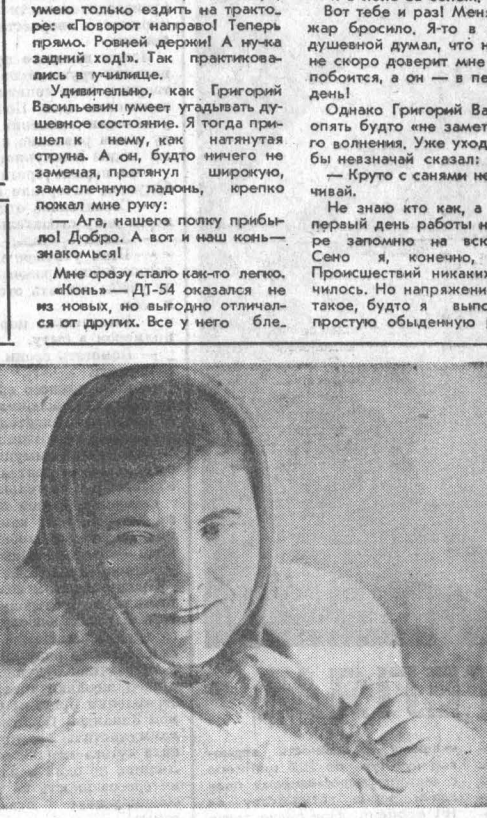 умею только ездить на тракто-
ре: «Поворот направо! Теперь
прямо. Ровней держи! А ну-ка
задний ход!». Так практикова-
лись в училище.
Удивительно, как Григорий
Васильевич умеет угадывать ду-
шевное состояние. Я тогда при-
шел к нему, как натянутая
струна. А он, будто ничего не
замечая, протянул широкую,
замасленную ладонь, крепко
пожал мне руку:
— Ага, нашего полку прибы-
ло! Добро. А вот и наш конь—
знакомься!
Мне сразу стало как-то легко.
«Конь» — ДТ-54 оказался не
из новых, но выгодно отличал-
ся от других. Все у него бле-
Вот тебе и раз! Меня
жар бросило. Я-то в
душевной думал, что н
не скоро доверит мне
побоится, а он — в пе
день!
Однако Григорий Ва
опять будто «не замет
го волнения. Уже уход
бы невзначай сказал:
— Круто с санями не
чивай.
Не знаю кто как, а
первый день работы н
ре запомню на вск
Сено я, конечно,
Происшествий никаких
чилось. Но напряжени
такое, будто я выпо
простую обыденную